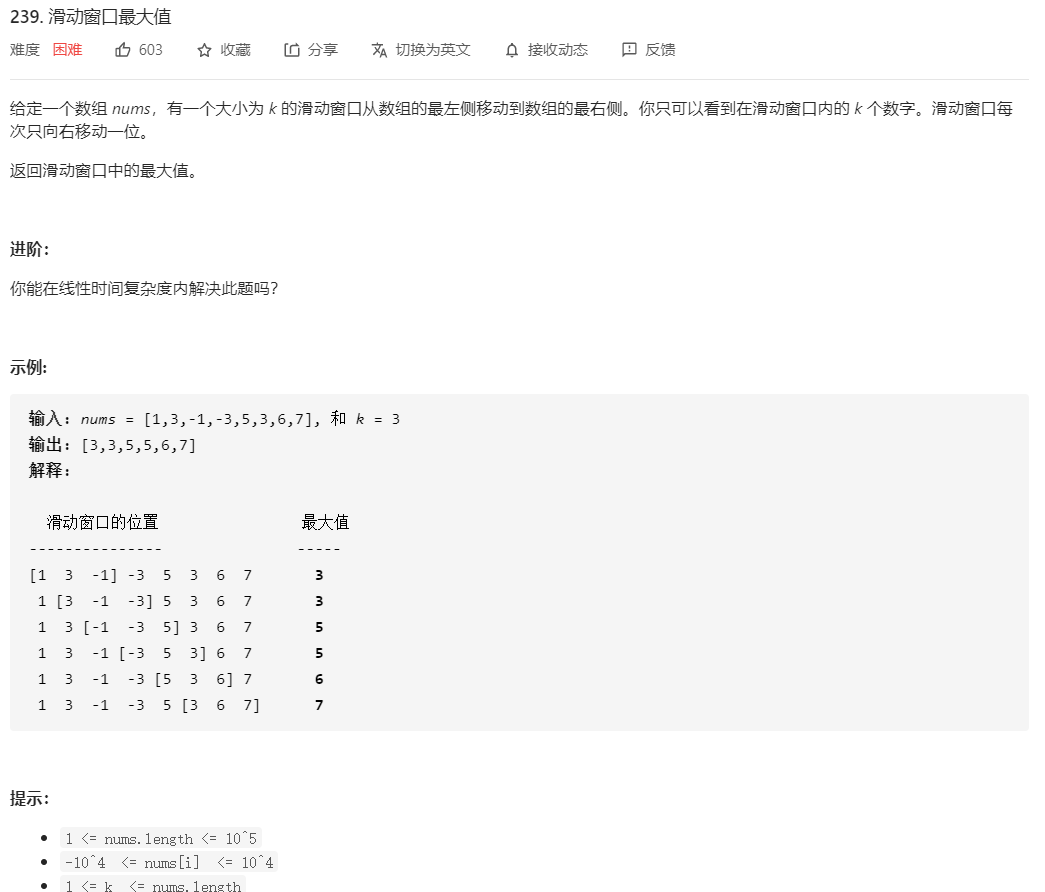 239. 滑动窗口最大值
难度 困难 603 收藏 分享 切换为英文 接收动态 反馈
给定一个数组 nums，有一个大小为 k 的滑动窗口从数组的最左侧移动到数组的最右侧。你只可以看到在滑动窗口内的 k 个数字。滑动窗口每
次只向右移动一位。
返回滑动窗口中的最大值。
进阶：
你能在线性时间复杂度内解决此题吗？
示例:
输入: nums = [1,3,-1,-3,5,3,6,7], 和 k = 3
输出: [3,3,5,5,6,7]
解释:
滑动窗口的位置 最大值
--------------- -----
[1 3 -1] -3 5 3 6 7 3
1 [3 -1 -3] 5 3 6 7 3
1 3 [-1 -3 5] 3 6 7 5
1 3 -1 [-3 5 3] 6 7 5
1 3 -1 -3 [5 3 6] 7 6
1 3 -1 -3 5 [3 6 7] 7
提示：
1 <= nums.length <= 10^5
-10^4 <= nums[i] <= 10^4
1 <= k <= nums.length